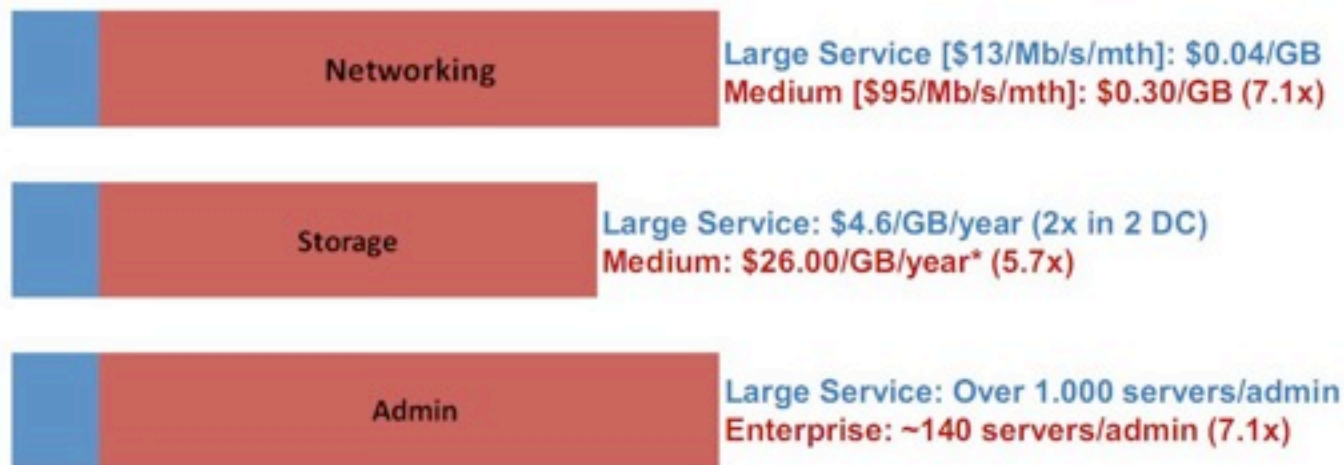 Networking
Large Service [$13/Mb/s/mth]: $0.04/GB
Medium [$95/Mb/s/mth]: $0.30/GB (7.1x)
Storage
Large Service: $4.6/GB/year (2x in 2 DC)
Medium: $26.00/GB/year* (5.7x)
Admin
Large Service: Over 1.000 servers/admin
Enterprise: ~140 servers/admin (7.1x)